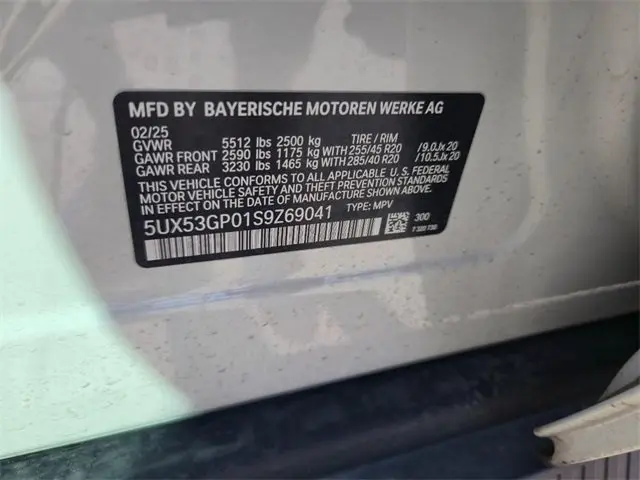 MFD BY BAYERISCHE MOTOREN WERKE AG
02/25 TIRE / RIM
GVWR 5512 lbs 2500 kg
GAWR FRONT 2590 lbs 1175 kg WITH 255/45 R20 /9.0Jx20
GAWR REAR 3230 lbs 1465 kg WITH 285/40 R20 /10.5Jx20
THIS VEHICLE CONFORMS TO ALL APPLICABLE U. S. FEDERAL
MOTOR VEHICLE SAFETY AND THEFT PREVENTION STANDARDS IN
EFFECT ON THE DATE OF MANUFACTURE SHOWN ABOVE.
5UX53GP01S9Z69041 TYPE: MPV
300